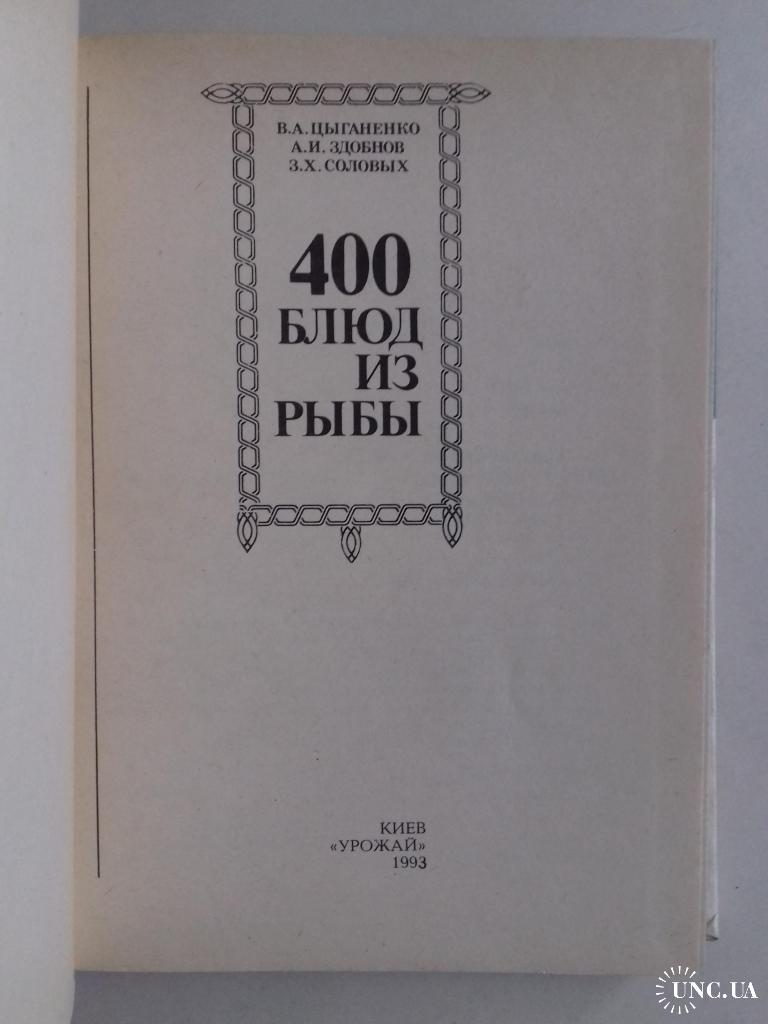 В.А.ЦЫГАНЕНКО
А.И. ЗДОБНОВ
З.Х. СОЛОВЫХ
400
БЛЮД
ИЗ
РЫБЫ
КИЕВ
«УРОЖАЙ»
1993
UNC.UA